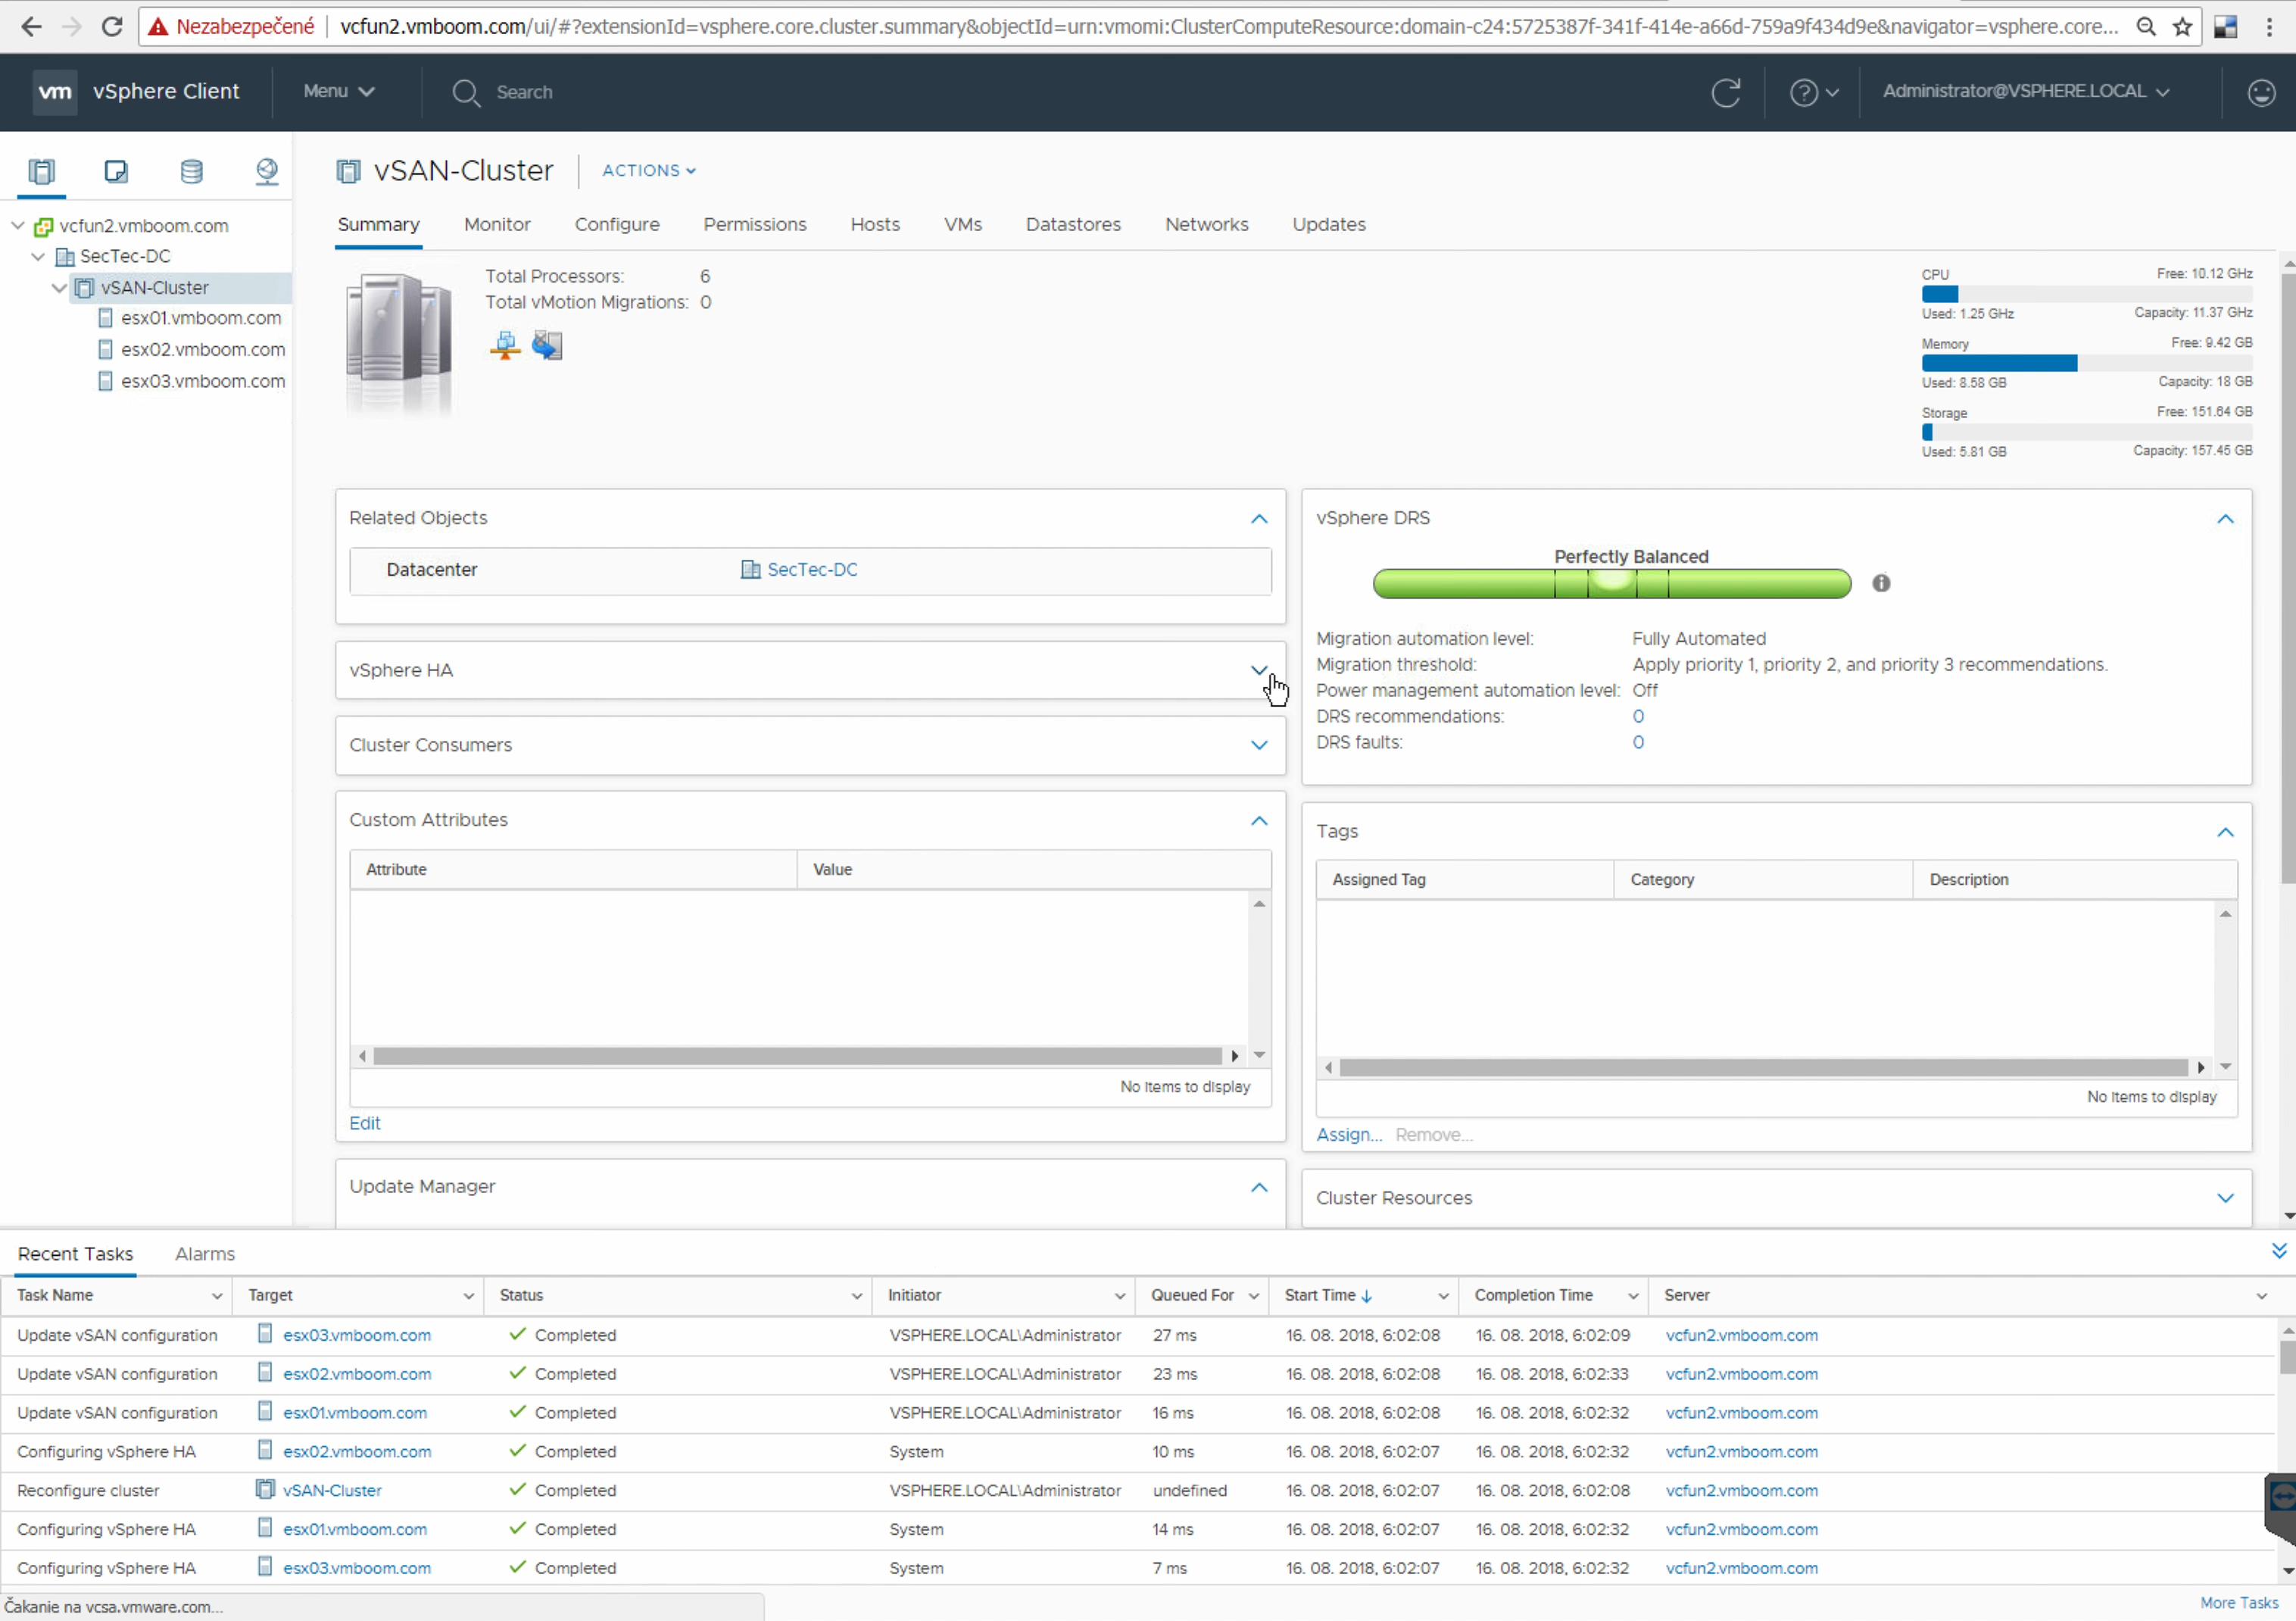 Nezabezpečené vcfun2.vmboom.com/ui/#?extensionId=vsphere.core.cluster.summary&objectId=urn:vmomi:ClusterComputeResource:domain-c24:5725387f-341f-414e-a66d-759a9f434d9e&navigator=vsphere.core...
vm vSphere Client Menu Search Administrator@VSPHERE.LOCAL
vcfun2.vmboom.com
SecTec-DC
vSAN-Cluster
esx01.vmboom.com
esx02.vmboom.com
esx03.vmboom.com
vSAN-Cluster ACTIONS
Summary Monitor Configure Permissions Hosts VMs Datastores Networks Updates
Total Processors: 6
Total vMotion Migrations: 0
CPU Free: 10.12 GHz
Used: 1.25 GHz Capacity: 11.37 GHz
Memory Free: 9.42 GB
Used: 8.58 GB Capacity: 18 GB
Storage Free: 151.64 GB
Used: 5.81 GB Capacity: 157.45 GB
Related Objects
Datacenter SecTec-DC
vSphere HA
Cluster Consumers
Custom Attributes
Attribute Value
No items to display
Edit
Update Manager
vSphere DRS
Perfectly Balanced
Migration automation level: Fully Automated
Migration threshold: Apply priority 1, priority 2, and priority 3 recommendations.
Power management automation level: Off
DRS recommendations: 0
DRS faults: 0
Tags
Assigned Tag Category Description
No items to display
Assign... Remove...
Cluster Resources
Recent Tasks Alarms
Task Name Target Status Initiator Queued For Start Time Completion Time Server
Update vSAN configuration esx03.vmboom.com Completed VSPHERE.LOCAL\Administrator 27 ms 16. 08. 2018, 6:02:08 16. 08. 2018, 6:02:09 vcfun2.vmboom.com
Update vSAN configuration esx02.vmboom.com Completed VSPHERE.LOCAL\Administrator 23 ms 16. 08. 2018, 6:02:08 16. 08. 2018, 6:02:33 vcfun2.vmboom.com
Update vSAN configuration esx01.vmboom.com Completed VSPHERE.LOCAL\Administrator 16 ms 16. 08. 2018, 6:02:08 16. 08. 2018, 6:02:32 vcfun2.vmboom.com
Configuring vSphere HA esx02.vmboom.com Completed System 10 ms 16. 08. 2018, 6:02:07 16. 08. 2018, 6:02:32 vcfun2.vmboom.com
Reconfigure cluster vSAN-Cluster Completed VSPHERE.LOCAL\Administrator undefined 16. 08. 2018, 6:02:07 16. 08. 2018, 6:02:08 vcfun2.vmboom.com
Configuring vSphere HA esx01.vmboom.com Completed System 14 ms 16. 08. 2018, 6:02:07 16. 08. 2018, 6:02:32 vcfun2.vmboom.com
Configuring vSphere HA esx03.vmboom.com Completed System 7 ms 16. 08. 2018, 6:02:07 16. 08. 2018, 6:02:32 vcfun2.vmboom.com
Čakanie na vcsa.vmware.com...
More Tasks